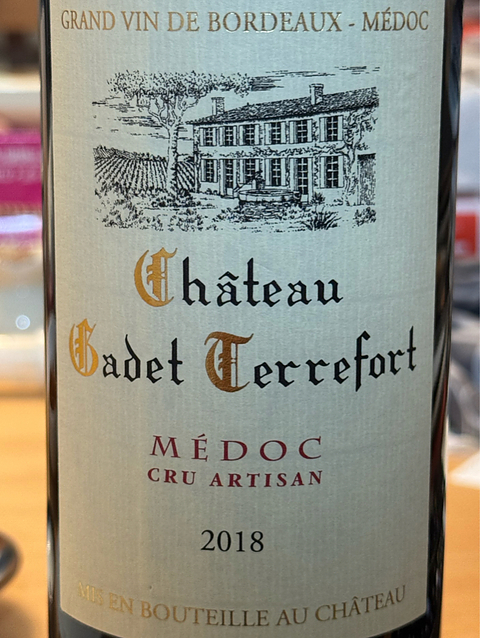 GRAND VIN DE BORDEAUX - MÉDOC
Château
Gadet Terrefort
MÉDOC
CRU ARTISAN
2018
MIS EN BOUTEILLE AU CHÂTEAU